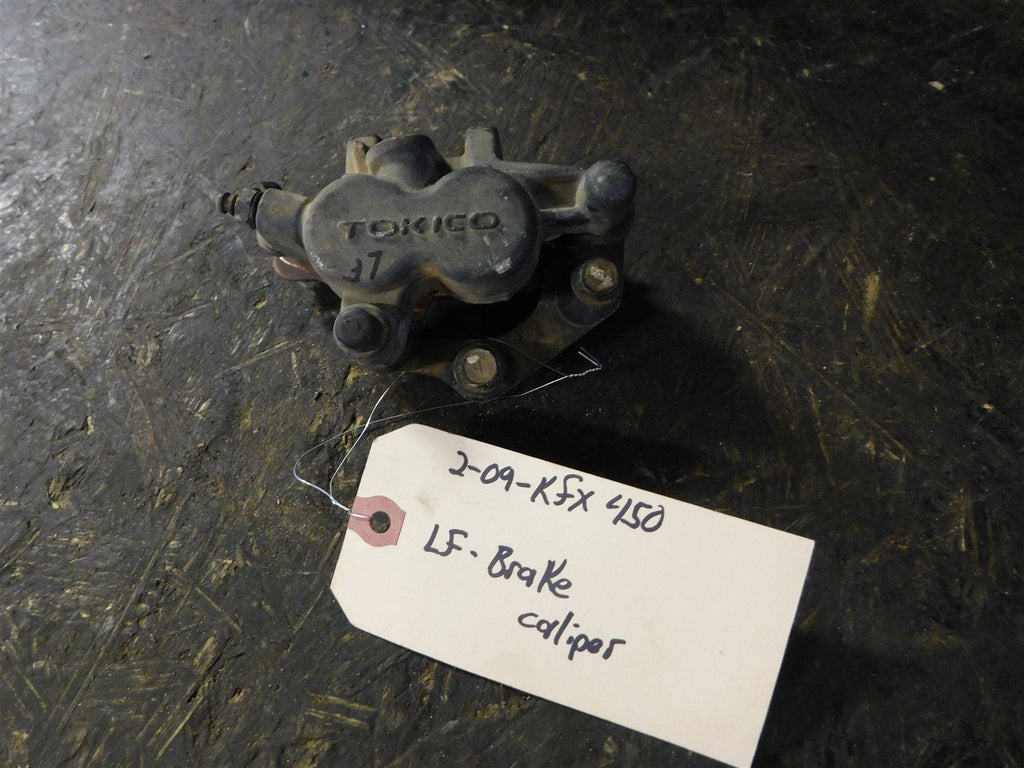 TOKICO
LF
2-09-Kfx 450
LF- Brake
caliper